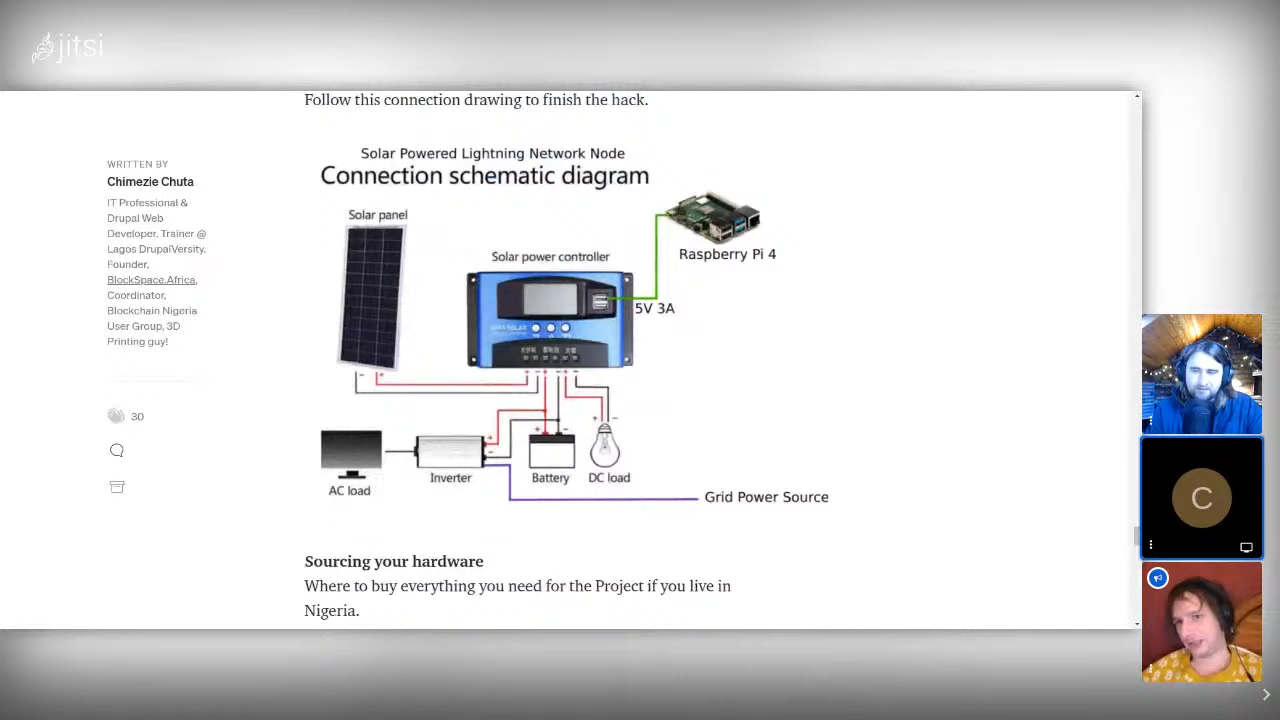 jitsi
Follow this connection drawing to finish the hack.
WRITTEN BY
Chimezie Chuta
IT Professional &
Drupal Web
Developer. Trainer @
Lagos DrupalVersity.
Founder,
BlockSpace.Africa,
Coordinator,
Blockchain Nigeria
User Group, 3D
Printing guy!
30
Solar Powered Lightning Network Node
Connection schematic diagram
Solar panel
Solar power controller
Raspberry Pi 4
5V 3A
AC load
Inverter
Battery
DC load
Grid Power Source
Sourcing your hardware
Where to buy everything you need for the Project if you live in
Nigeria.
C